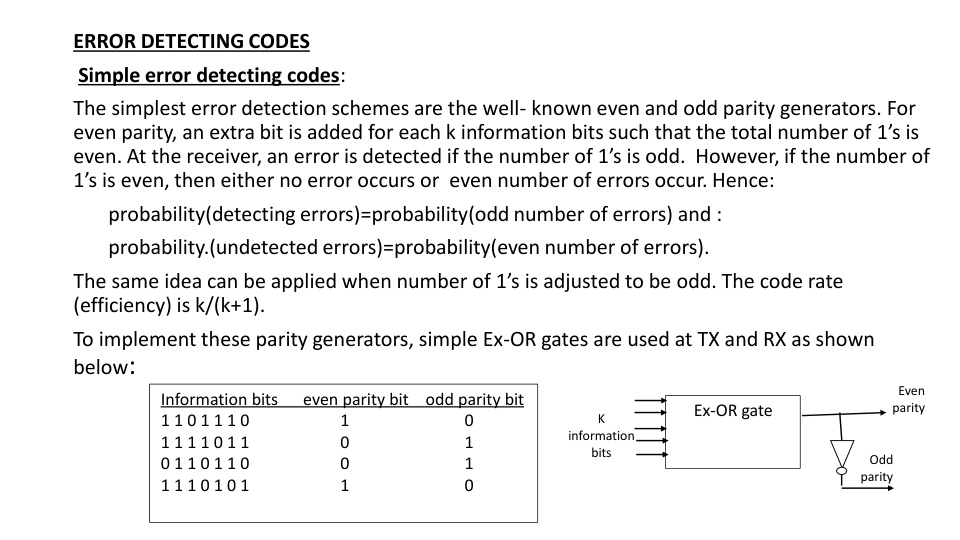 ERROR DETECTING CODES
Simple error detecting codes:
The simplest error detection schemes are the well- known even and odd parity generators. For
even parity, an extra bit is added for each k information bits such that the total number of 1’s is
even. At the receiver, an error is detected if the number of 1’s is odd.  However, if the number of
1’s is even, then either no error occurs or  even number of errors occur. Hence:
probability(detecting errors)=probability(odd number of errors) and :
probability.(undetected errors)=probability(even number of errors).
The same idea can be applied when number of 1’s is adjusted to be odd. The code rate
(efficiency) is k/(k+1).
To implement these parity generators, simple Ex-OR gates are used at TX and RX as shown
below:
Information bits even parity bit odd parity bit
1 1 0 1 1 1 0 1 0
1 1 1 1 0 1 1 0 1
0 1 1 0 1 1 0 0 1
1 1 1 0 1 0 1 1 0
K
information
bits
Ex-OR gate
Even
parity
Odd
parity